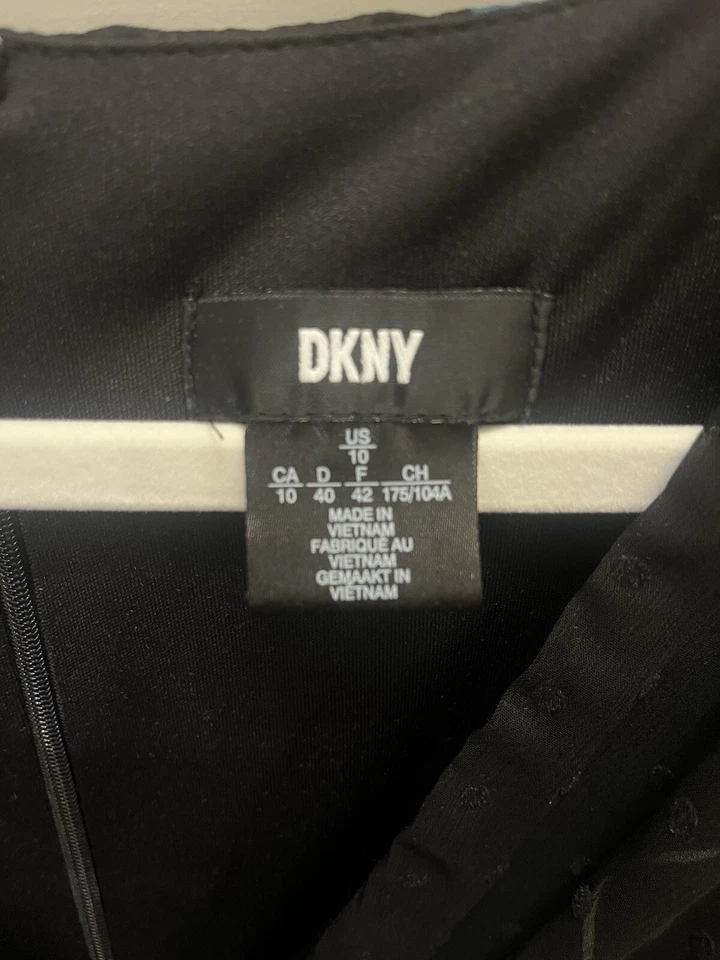 DKNY
US
10
CA D F CH
10 40 42 175/104A
MADE IN
VIETNAM
FABRIQUÉ AU
VIETNAM
GEMAAKT IN
VIETNAM